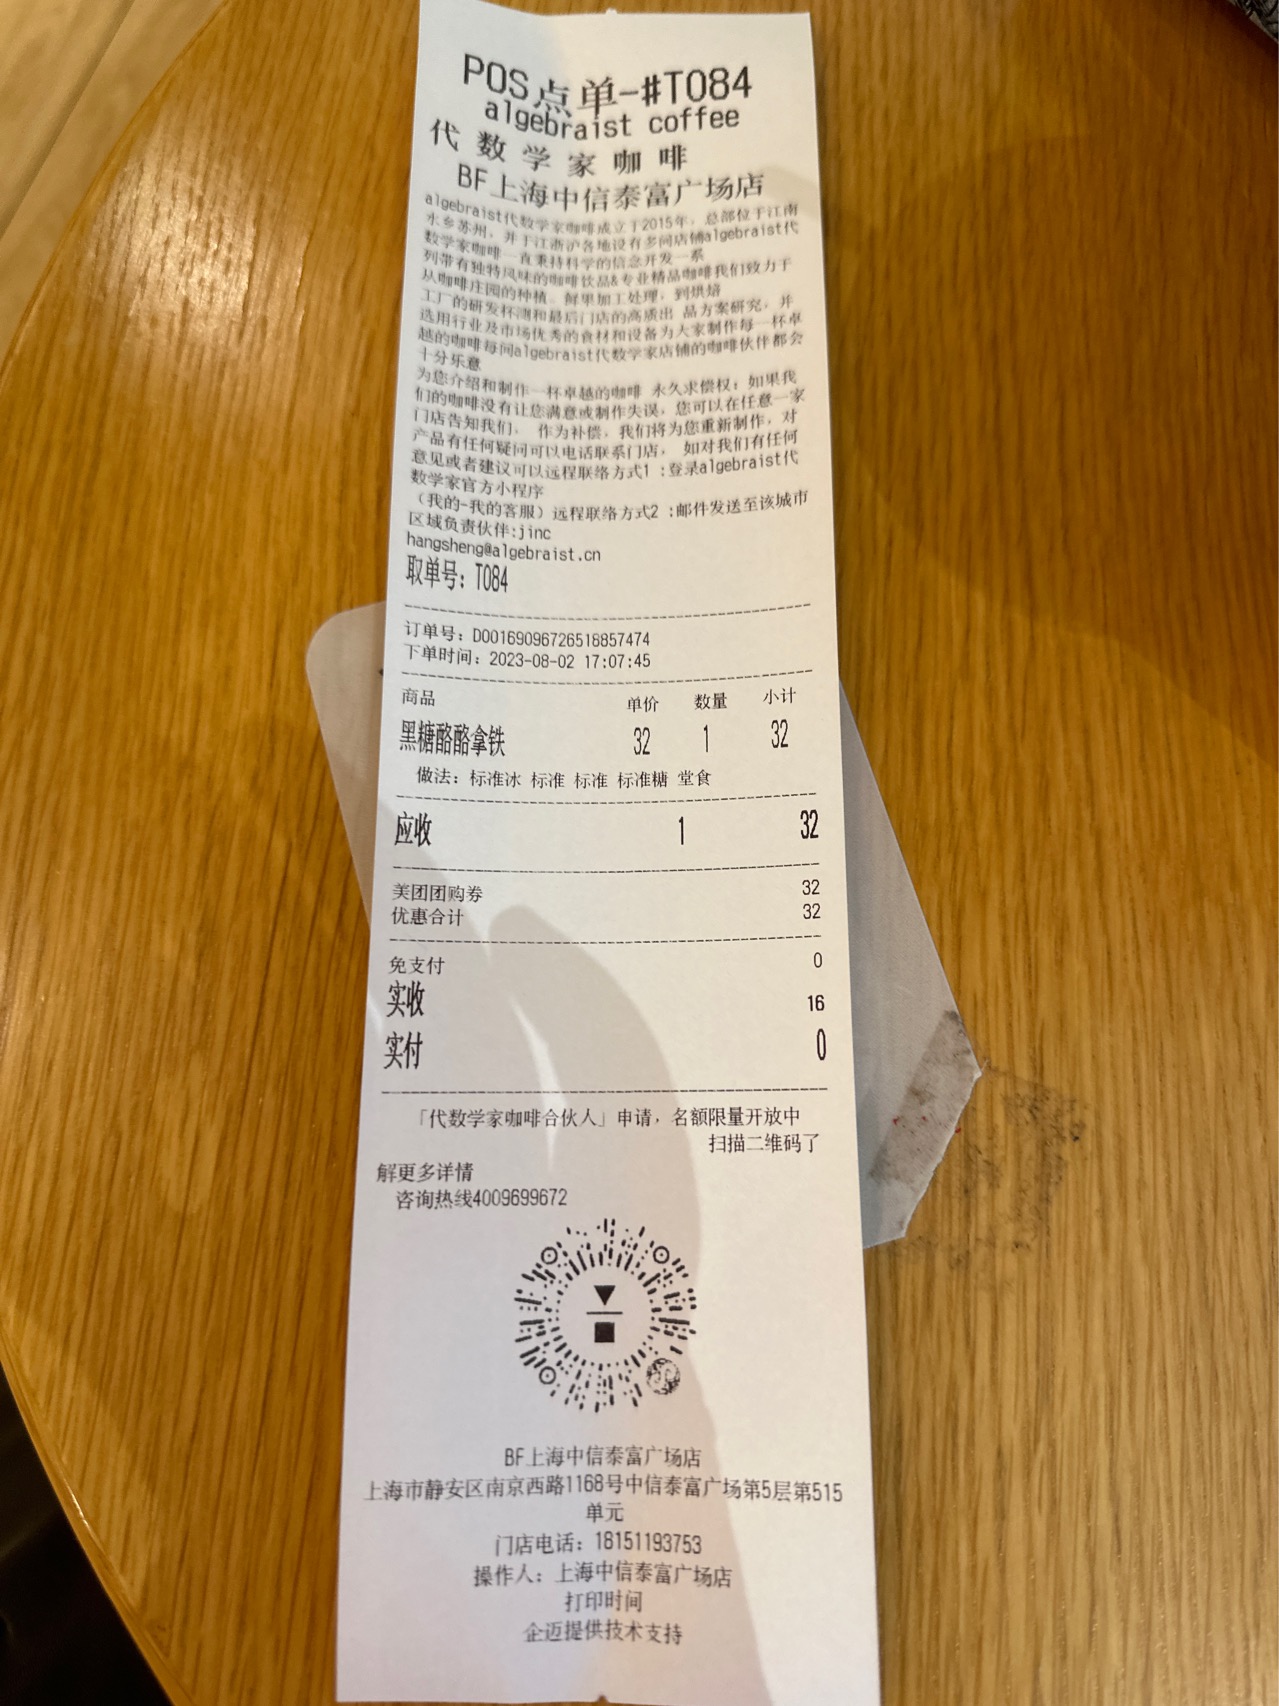 POS点单-#T084
algebraist coffee
代数学家咖啡
BF上海中信泰富广场店
algebraist代数学家咖啡成立于2015年，总部位于江南
水乡苏州，并于江浙沪各地设有多间店铺algebraist代
数学家咖啡一直秉持科学的信念开发一系
列带有独特风味的咖啡饮品&专业精品咖啡我们致力于
从咖啡庄园的种植、鲜果加工处理，到烘焙
工厂的研发杯测和最后门店的高质出 品方案研究，并
选用行业及市场优秀的食材和设备为大家制作每一杯卓
越的咖啡每间algebraist代数学家店铺的咖啡伙伴都会
十分乐意
为您介绍和制作一杯卓越的咖啡 永久求偿权：如果我
们的咖啡没有让您满意或制作失误，您可以在任意一家
门店告知我们。 作为补偿，我们将为您重新制作，对
产品有任何疑问可以电话联系门店， 如对我们有任何
意见或者建议可以远程联络方式1 :登录algebraist代
数学家官方小程序
（我的-我的客服）远程联络方式2 :邮件发送至该城市
区域负责伙伴:jinc
hangsheng@algebraist.cn
取单号：T084
订单号：D00169096726518857474
下单时间：2023-08-02 17:07:45
商品 单价 数量 小计
黑糖酪酪拿铁 32 1 32
做法：标准冰 标准 标准 标准糖 堂食
应收 1 32
美团团购券 32
优惠合计 32
免支付 0
实收 16
实付 0
「代数学家咖啡合伙人」申请，名额限量开放中
扫描二维码了
解更多详情
咨询热线4009699672
BF上海中信泰富广场店
上海市静安区南京西路1168号中信泰富广场第5层第515
单元
门店电话：18151193753
操作人：上海中信泰富广场店
打印时间
企迈提供技术支持